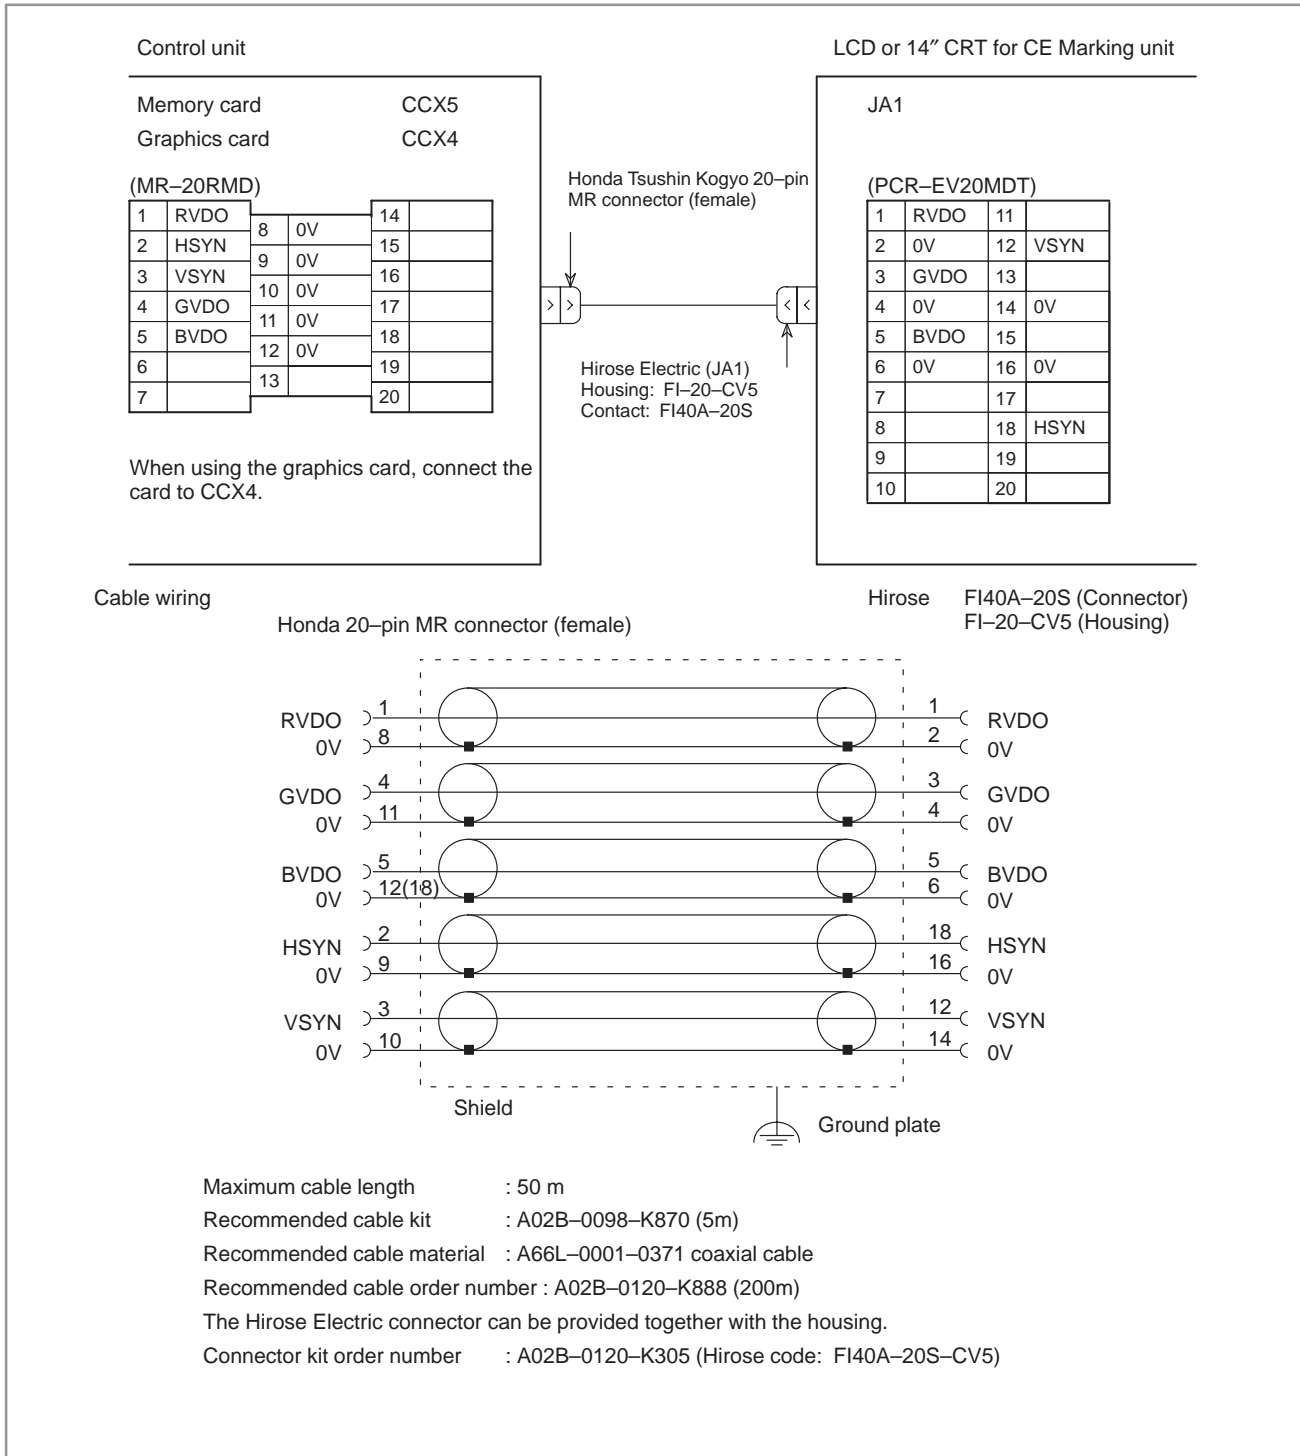 Control unit
LCD or 14″ CRT for CE Marking unit
Memory card CCX5
Graphics card CCX4
(MR–20RMD)
1 RVDO
2 HSYN
3 VSYN
4 GVDO
5 BVDO
6
7
8 0V
9 0V
10 0V
11 0V
12 0V
13
14
15
16
17
18
19
20
When using the graphics card, connect the
card to CCX4.
Honda Tsushin Kogyo 20–pin
MR connector (female)
Hirose Electric (JA1)
Housing: FI–20–CV5
Contact: FI40A–20S
JA1
(PCR–EV20MDT)
1 RVDO 11
2 0V 12 VSYN
3 GVDO 13
4 0V 14 0V
5 BVDO 15
6 0V 16 0V
7 17
8 18 HSYN
9 19
10 20
Cable wiring
Honda 20–pin MR connector (female)
Hirose FI40A–20S (Connector)
FI–20–CV5 (Housing)
RVDO 1 1 RVDO
0V 8 2 0V
GVDO 4 3 GVDO
0V 11 4 0V
BVDO 5 5 BVDO
0V 12(18) 6 0V
HSYN 2 18 HSYN
0V 9 16 0V
VSYN 3 12 VSYN
0V 10 14 0V
Shield
Ground plate
Maximum cable length : 50 m
Recommended cable kit : A02B–0098–K870 (5m)
Recommended cable material : A66L–0001–0371 coaxial cable
Recommended cable order number : A02B–0120–K888 (200m)
The Hirose Electric connector can be provided together with the housing.
Connector kit order number : A02B–0120–K305 (Hirose code: FI40A–20S–CV5)